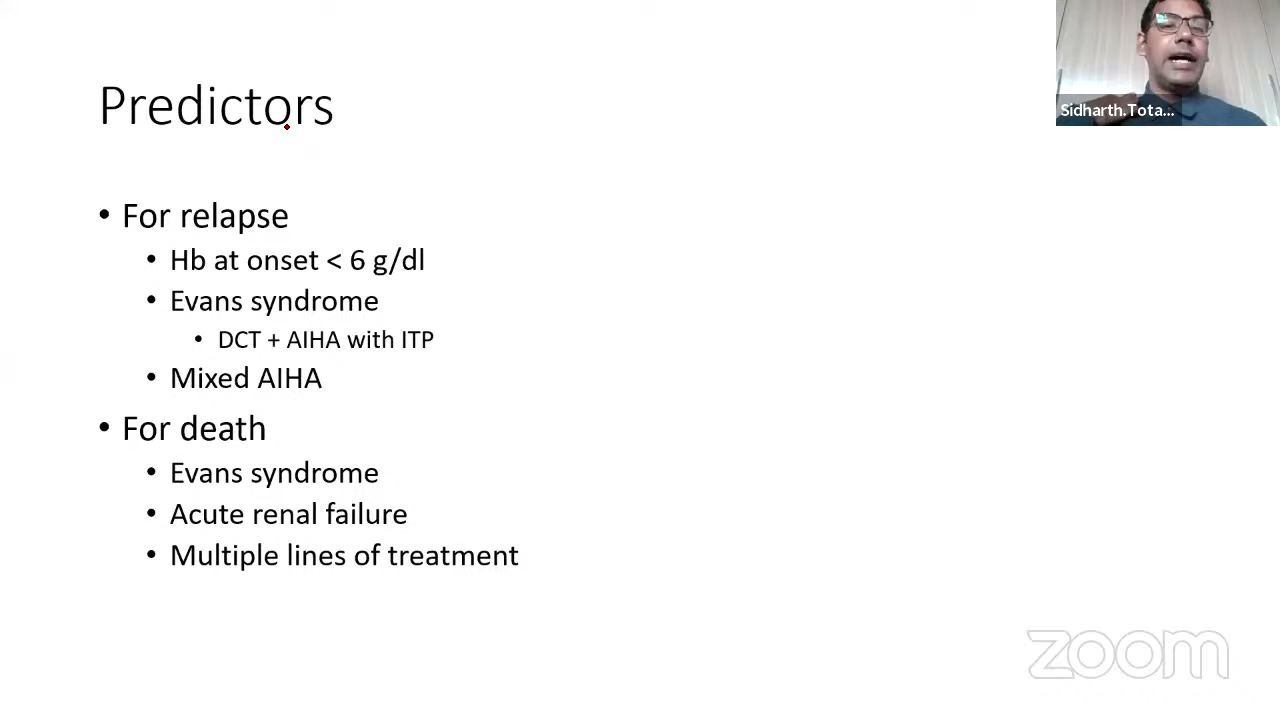 Predictors
Sidharth.Tota...
• For relapse
• Hb at onset < 6 g/dl
• Evans syndrome
• DCT + AIHA with ITP
• Mixed AIHA
• For death
• Evans syndrome
• Acute renal failure
• Multiple lines of treatment
zoom